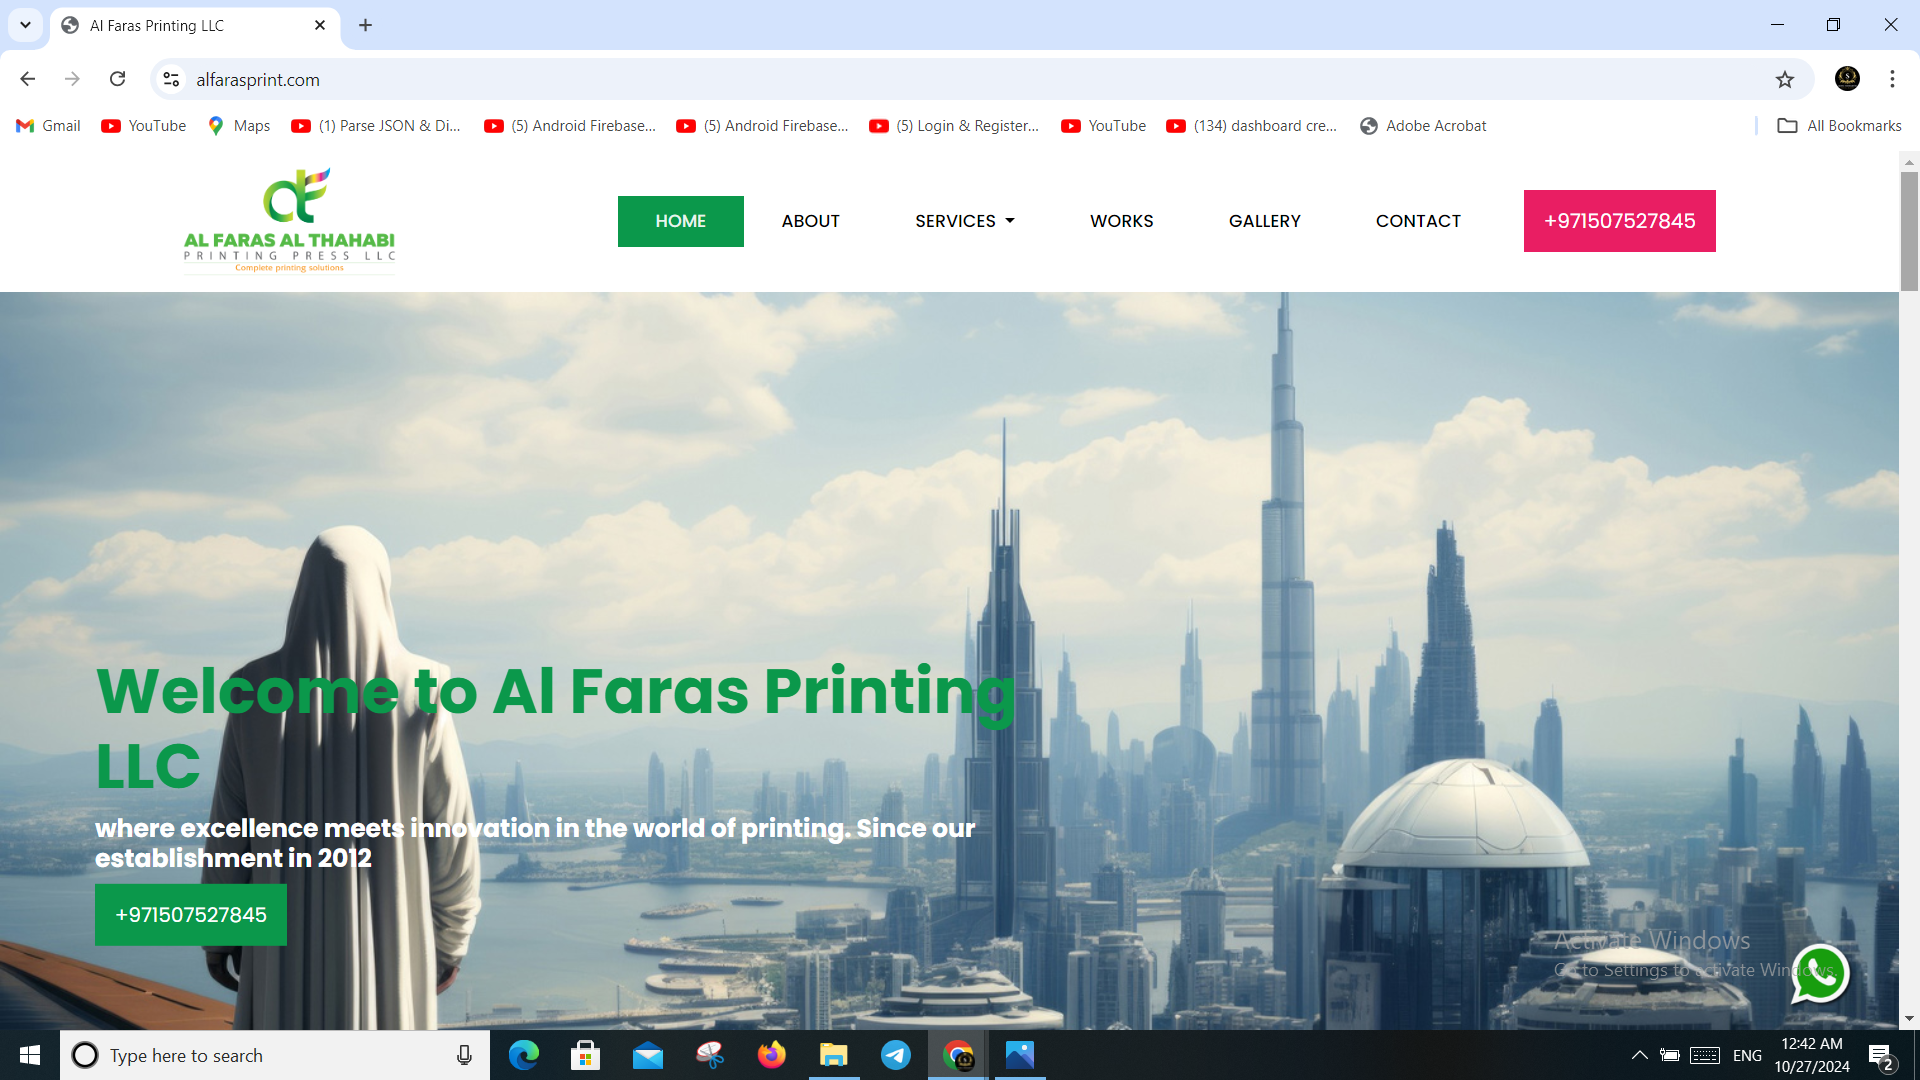 Al Faras Printing LLC
alfarasprint.com
Gmail
YouTube
Maps
(1) Parse JSON & Di...
(5) Android Firebase...
(5) Android Firebase...
(5) Login & Register...
YouTube
(134) dashboard cre...
Adobe Acrobat
All Bookmarks
AL FARAS AL THAHABI
PRINTING PRESS LLC
Complete printing solutions
HOME
ABOUT
SERVICES
WORKS
GALLERY
CONTACT
+971507527845
Welcome to Al Faras Printing
LLC
where excellence meets innovation in the world of printing. Since our
establishment in 2012
+971507527845
Activate Windows
Go to Settings to activate Windows.
Type here to search
ENG
12:42 AM
10/27/2024
2